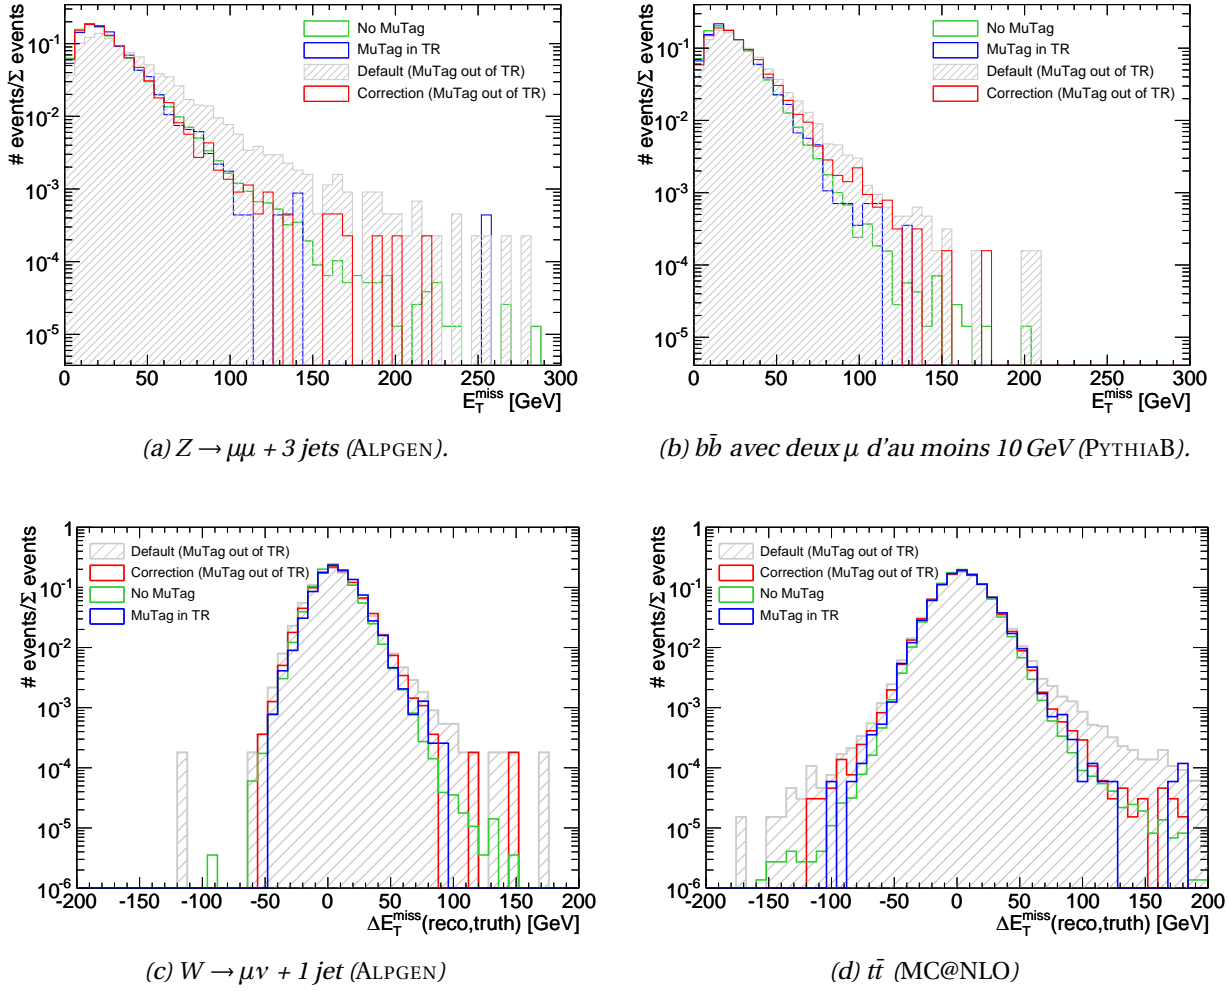 # events/Σ events
10⁻¹
10⁻²
10⁻³
10⁻⁴
10⁻⁵
No MuTag
MuTag in TR
Default (MuTag out of TR)
Correction (MuTag out of TR)
0 50 100 150 200 250 300
E_T^miss [GeV]
(a) Z → μμ + 3 jets (ALPGEN).
# events/Σ events
10⁻¹
10⁻²
10⁻³
10⁻⁴
10⁻⁵
No MuTag
MuTag in TR
Default (MuTag out of TR)
Correction (MuTag out of TR)
0 50 100 150 200 250 300
E_T^miss [GeV]
(b) bb̄ avec deux μ d'au moins 10 GeV (PYTHIAB).
# events/Σ events
1
10⁻¹
10⁻²
10⁻³
10⁻⁴
10⁻⁵
10⁻⁶
Default (MuTag out of TR)
Correction (MuTag out of TR)
No MuTag
MuTag in TR
-200 -150 -100 -50 0 50 100 150 200
ΔE_T^miss(reco,truth) [GeV]
(c) W → μν + 1 jet (ALPGEN)
# events/Σ events
1
10⁻¹
10⁻²
10⁻³
10⁻⁴
10⁻⁵
10⁻⁶
Default (MuTag out of TR)
Correction (MuTag out of TR)
No MuTag
MuTag in TR
-200 -150 -100 -50 0 50 100 150 200
ΔE_T^miss(reco,truth) [GeV]
(d) tt̄ (MC@NLO)